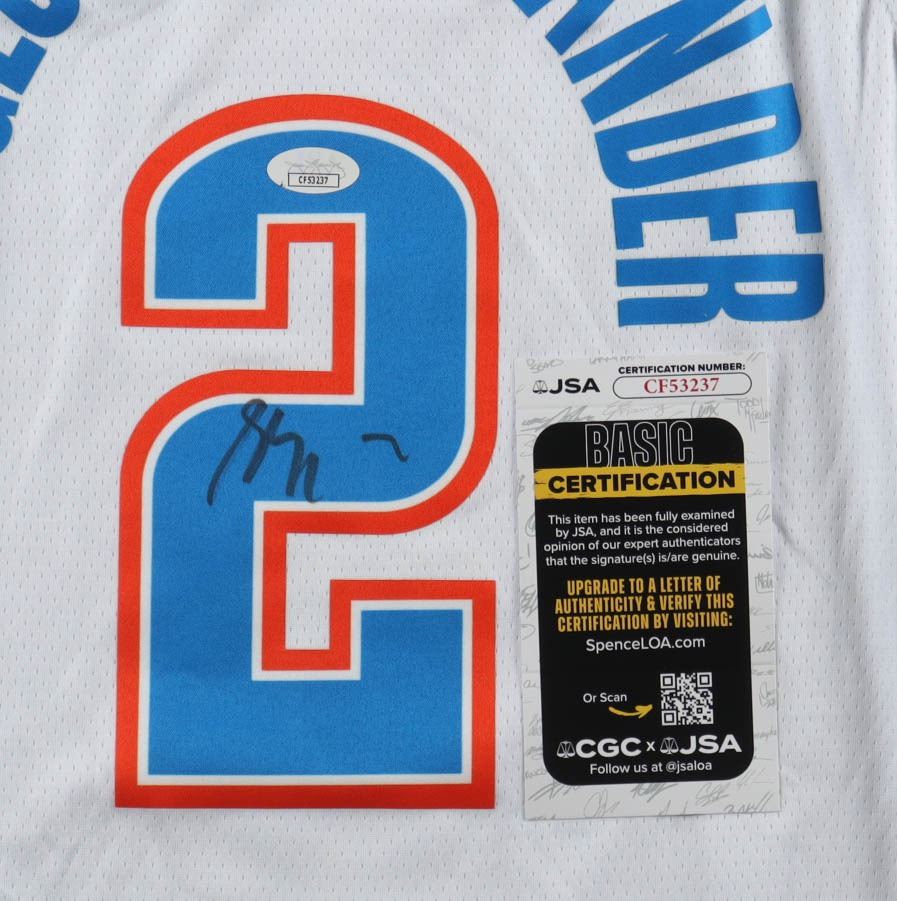 ANDER
CF53237
2
JSA
CERTIFICATION NUMBER:
CF53237
BASIC
CERTIFICATION
This item has been fully examined
by JSA, and it is the considered
opinion of our expert authenticators
that the signature(s) is/are genuine.
UPGRADE TO A LETTER OF
AUTHENTICITY & VERIFY THIS
CERTIFICATION BY VISITING:
SpenceLOA.com
Or Scan
CGC x JSA
Follow us at @jsaloa